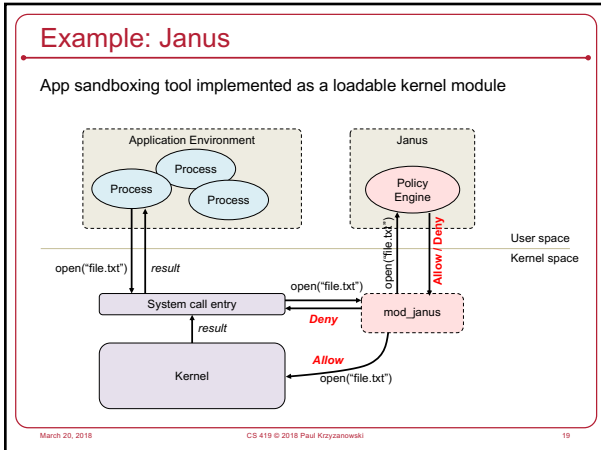 Example: Janus
App sandboxing tool implemented as a loadable kernel module
Application Environment
Process
Process
Process
Janus
Policy
Engine
User space
Kernel space
open("file.txt")
result
open("file.txt")
Allow / Deny
System call entry
open("file.txt")
Deny
mod_janus
result
Allow
open("file.txt")
Kernel
March 20, 2018
CS 419 © 2018 Paul Krzyzanowski
19